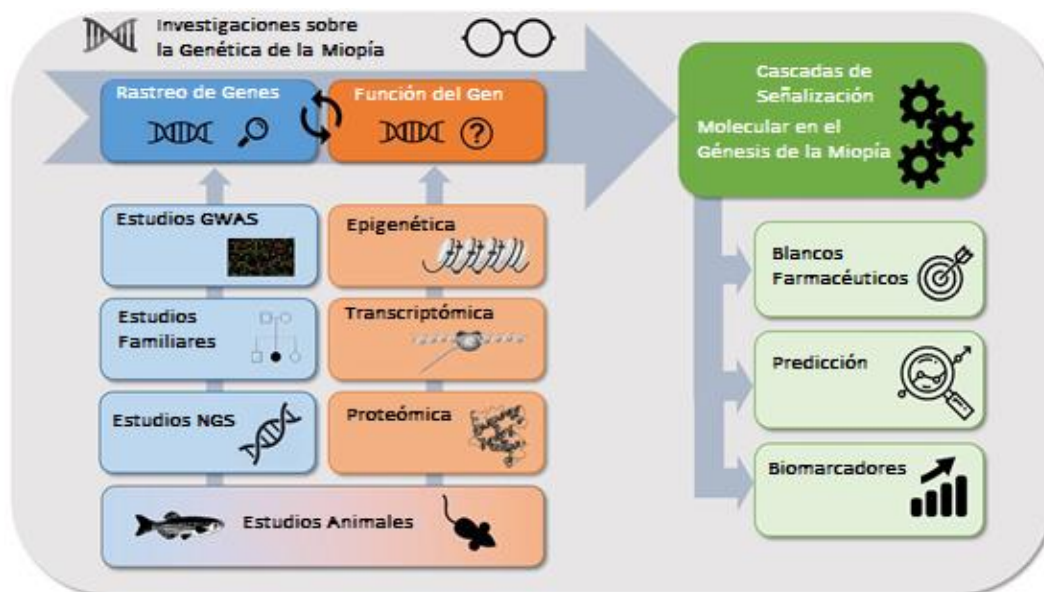 Investigaciones sobre
la Genética de la Miopía
Rastreo de Genes
Función del Gen
?
Estudios GWAS
Epigenética
Estudios
Familiares
Transcriptómica
Estudios NGS
Proteómica
Estudios Animales
Cascadas de
Señalización
Molecular en el
Génesis de la Miopía
Blancos
Farmacéuticos
Predicción
Biomarcadores